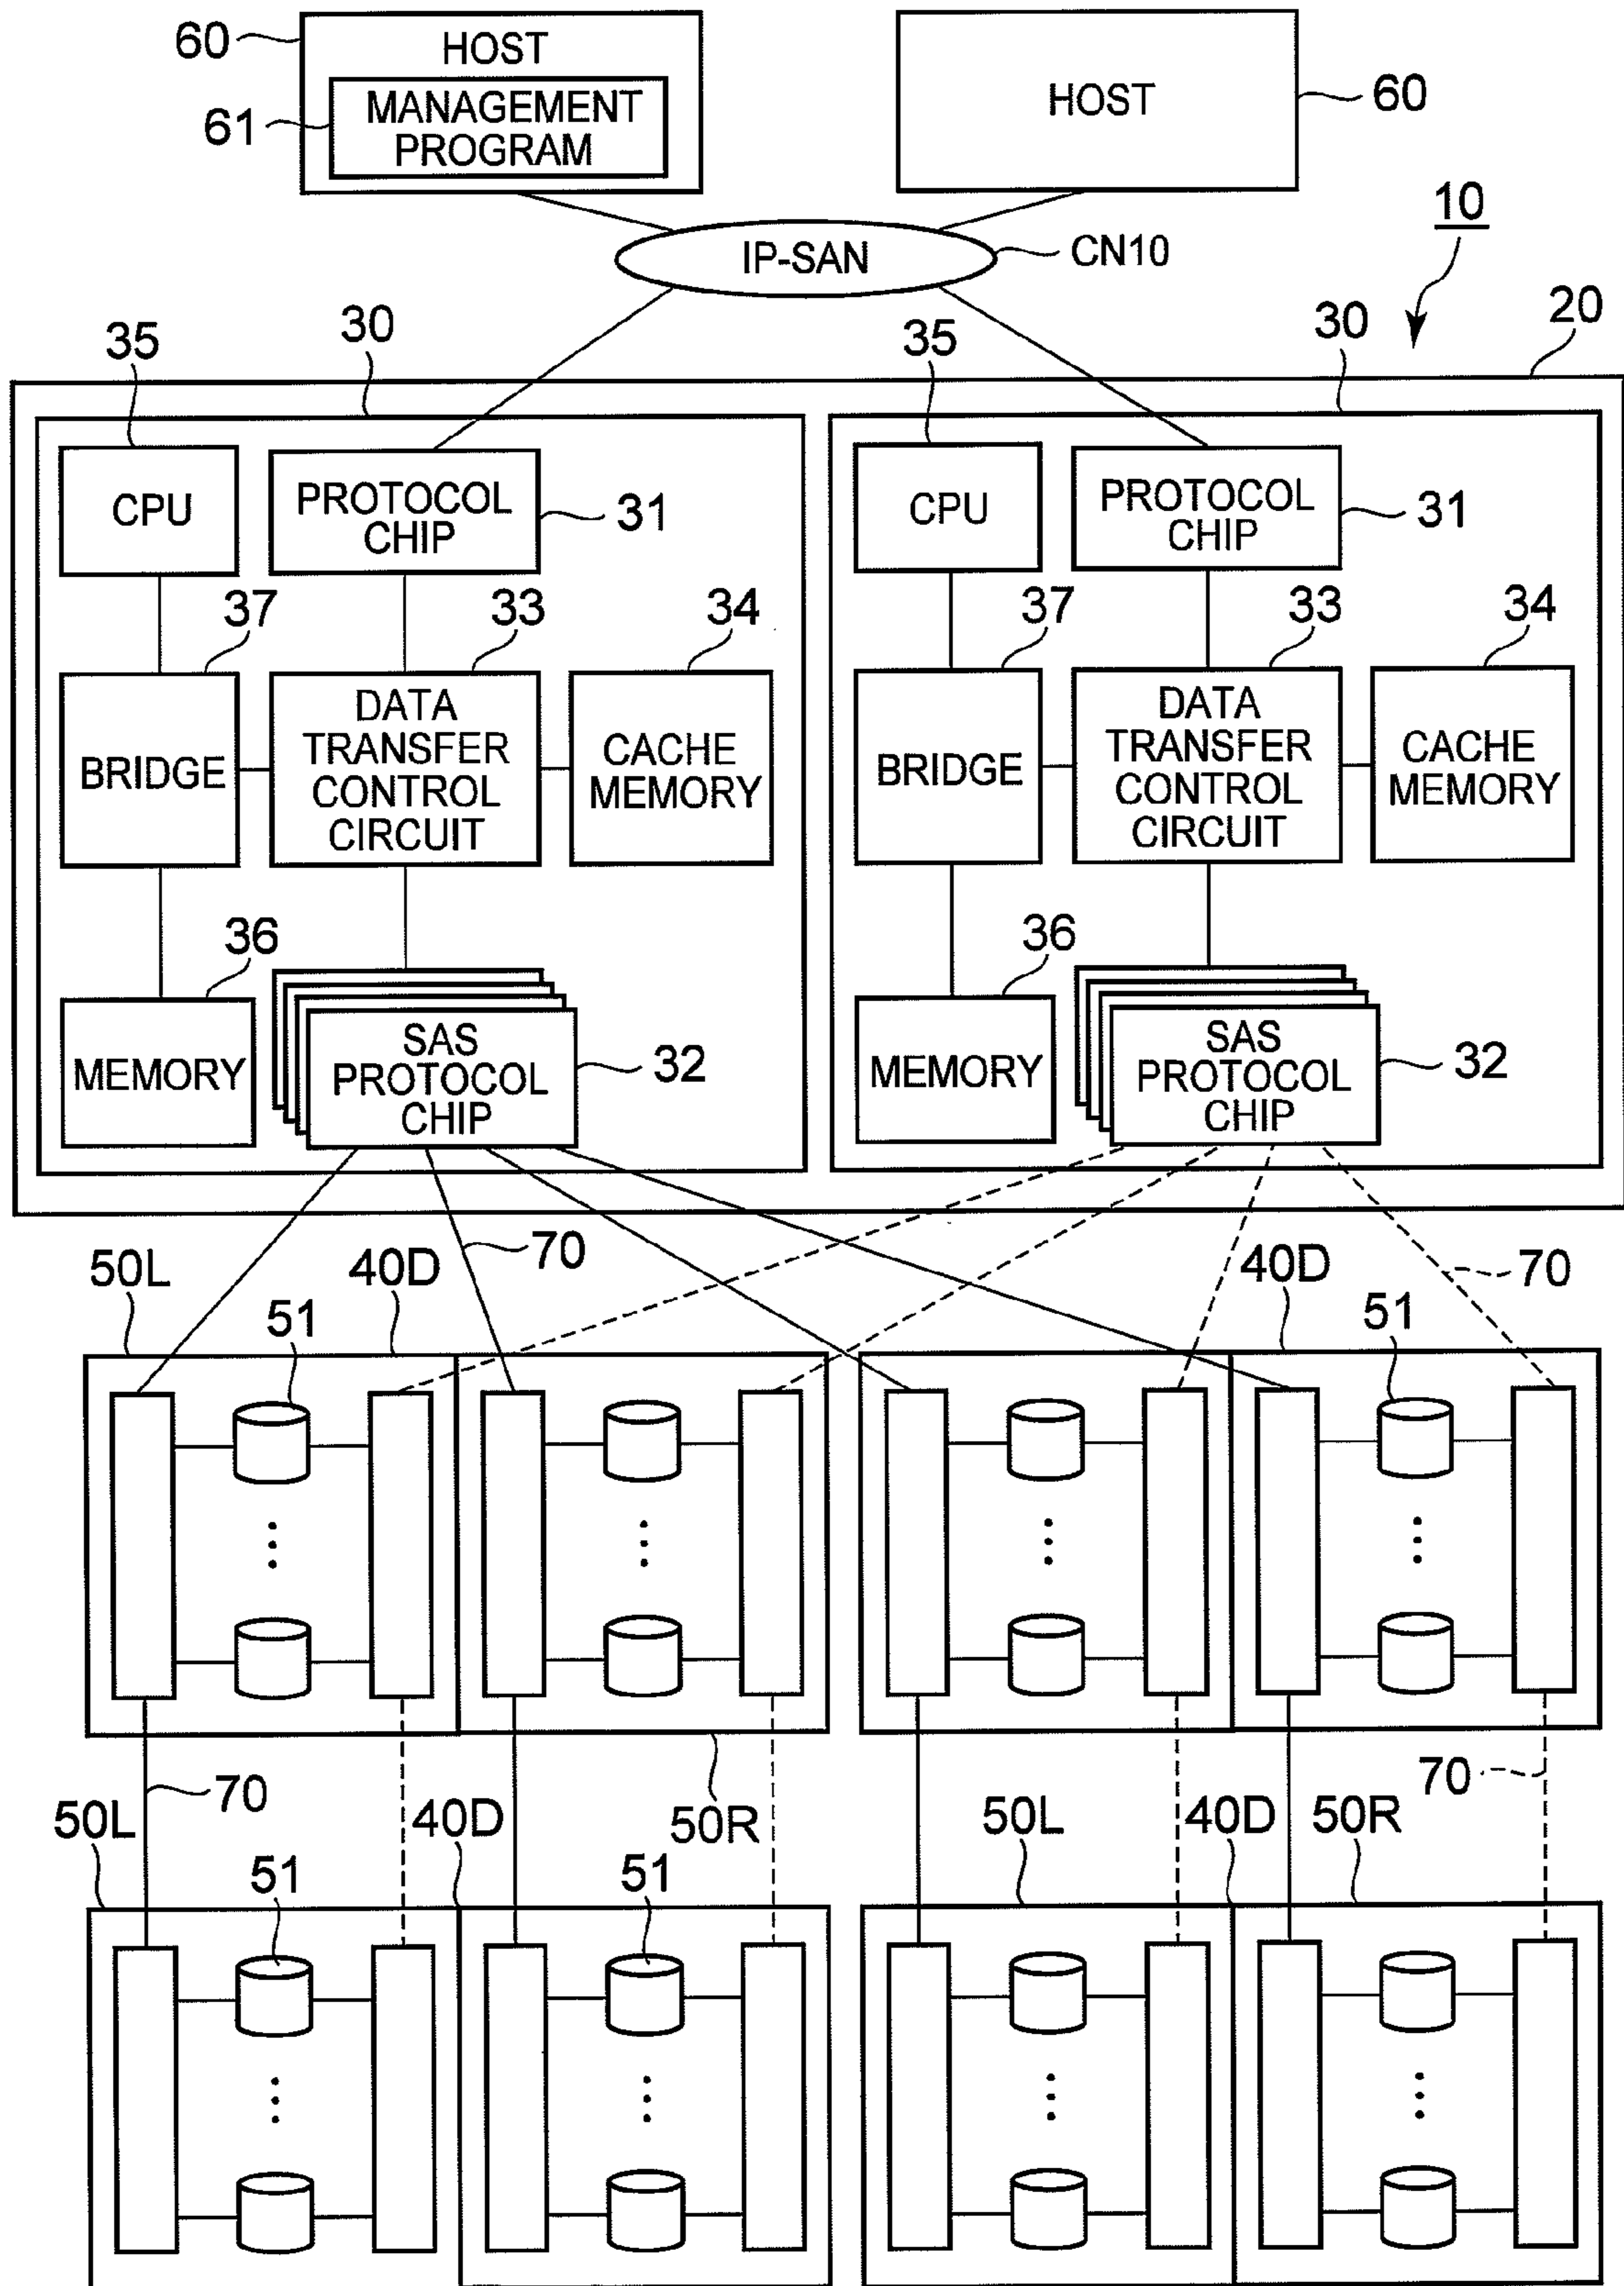 60
HOST
MANAGEMENT
PROGRAM
61
HOST
60
IP-SAN
CN10
10
20
35
30
35
30
CPU
PROTOCOL
CHIP
31
CPU
PROTOCOL
CHIP
31
37
33
34
37
33
34
BRIDGE
DATA
TRANSFER
CONTROL
CIRCUIT
CACHE
MEMORY
BRIDGE
DATA
TRANSFER
CONTROL
CIRCUIT
CACHE
MEMORY
36
36
MEMORY
SAS
PROTOCOL
CHIP
32
MEMORY
SAS
PROTOCOL
CHIP
32
50L
40D
70
40D
70
51
51
70
50R
70
50L
40D
50L
40D
50R
51
51